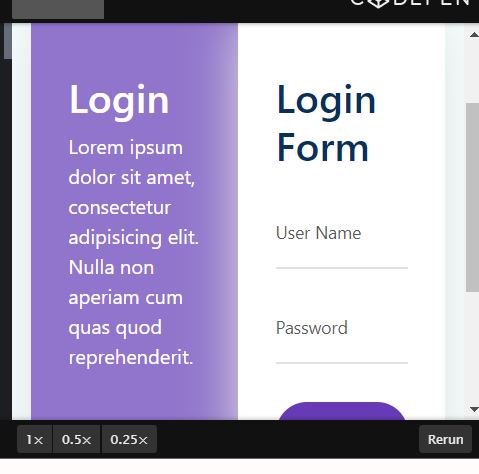 CODEPEN
Login
Lorem ipsum
dolor sit amet,
consectetur
adipisicing elit.
Nulla non
aperiam cum
quas quod
reprehenderit.
Login
Form
User Name
Password
1×
0.5×
0.25×
Rerun